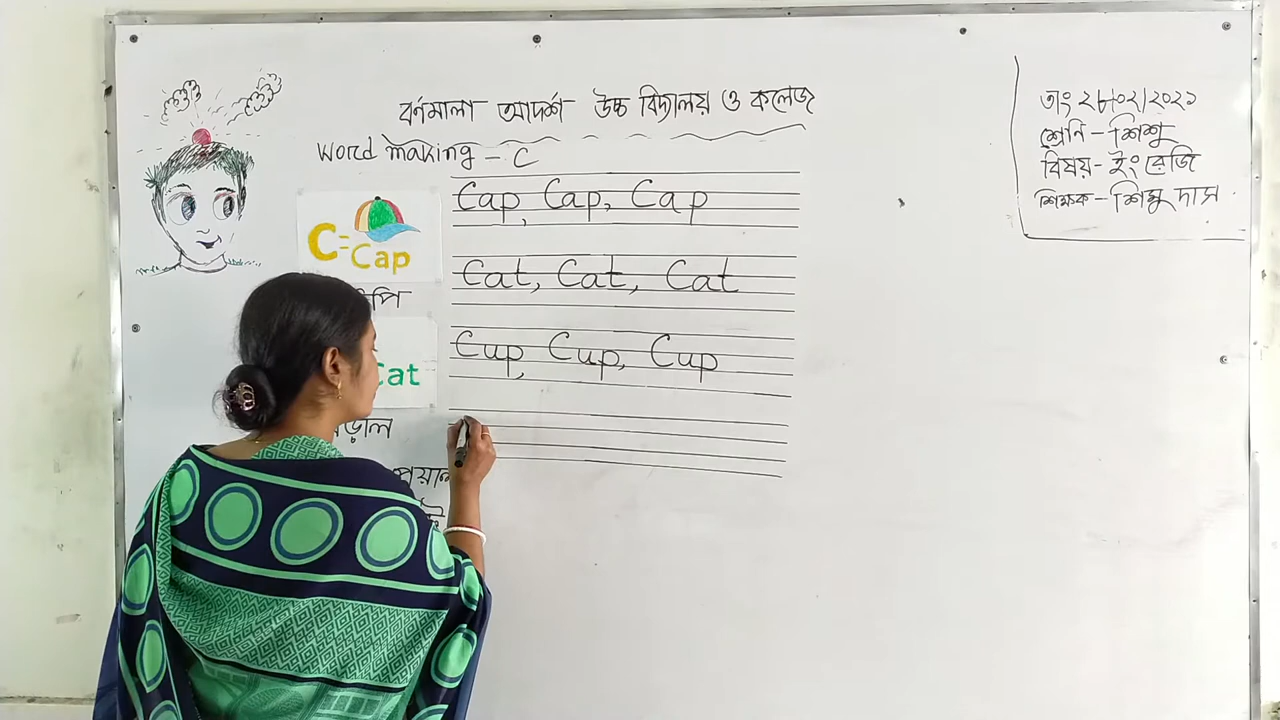 বর্ণমালা আদর্শ উচ্চ বিদ্যালয় ও কলেজ
Word making - C
Cap, Cap, Cap
C=Cap
Cat, Cat, Cat
Cup, Cup, Cup
Cat
তাং ২৮/০২/২০২১
শ্রেনি - শিশু
বিষয় - ইংরেজি
শিক্ষক - শিমু দাস